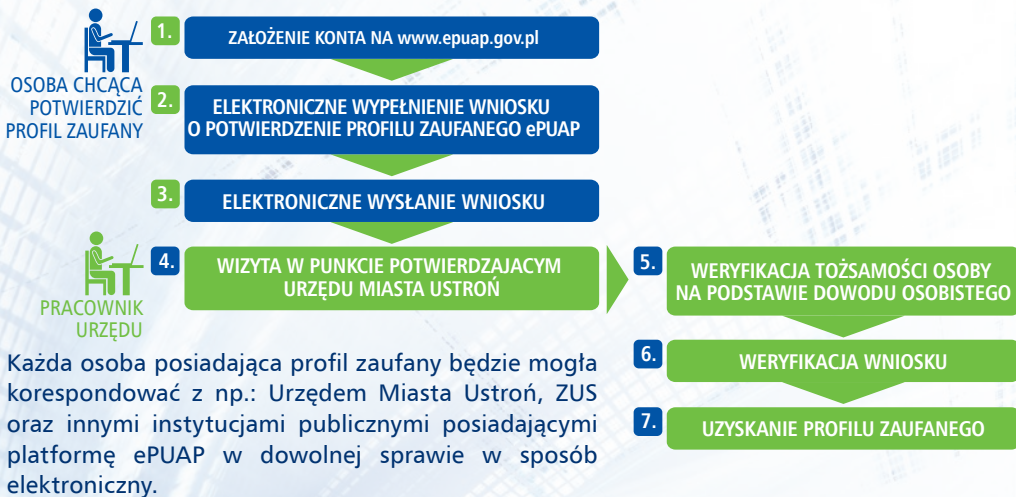 1.
ZAŁOŻENIE KONTA NA www.epuap.gov.pl
OSOBA CHCĄCA
POTWIERDZIĆ
PROFIL ZAUFANY
2.
ELEKTRONICZNE WYPEŁNIENIE WNIOSKU
O POTWIERDZENIE PROFILU ZAUFANEGO ePUAP
3.
ELEKTRONICZNE WYSŁANIE WNIOSKU
PRACOWNIK
URZĘDU
4.
WIZYTA W PUNKCIE POTWIERDZAJACYM
URZĘDU MIASTA USTROŃ
5.
WERYFIKACJA TOŻSAMOŚCI OSOBY
NA PODSTAWIE DOWODU OSOBISTEGO
6.
WERYFIKACJA WNIOSKU
7.
UZYSKANIE PROFILU ZAUFANEGO
Każda osoba posiadająca profil zaufany będzie mogła
korespondować z np.: Urzędem Miasta Ustroń, ZUS
oraz innymi instytucjami publicznymi posiadającymi
platformę ePUAP w dowolnej sprawie w sposób
elektroniczny.